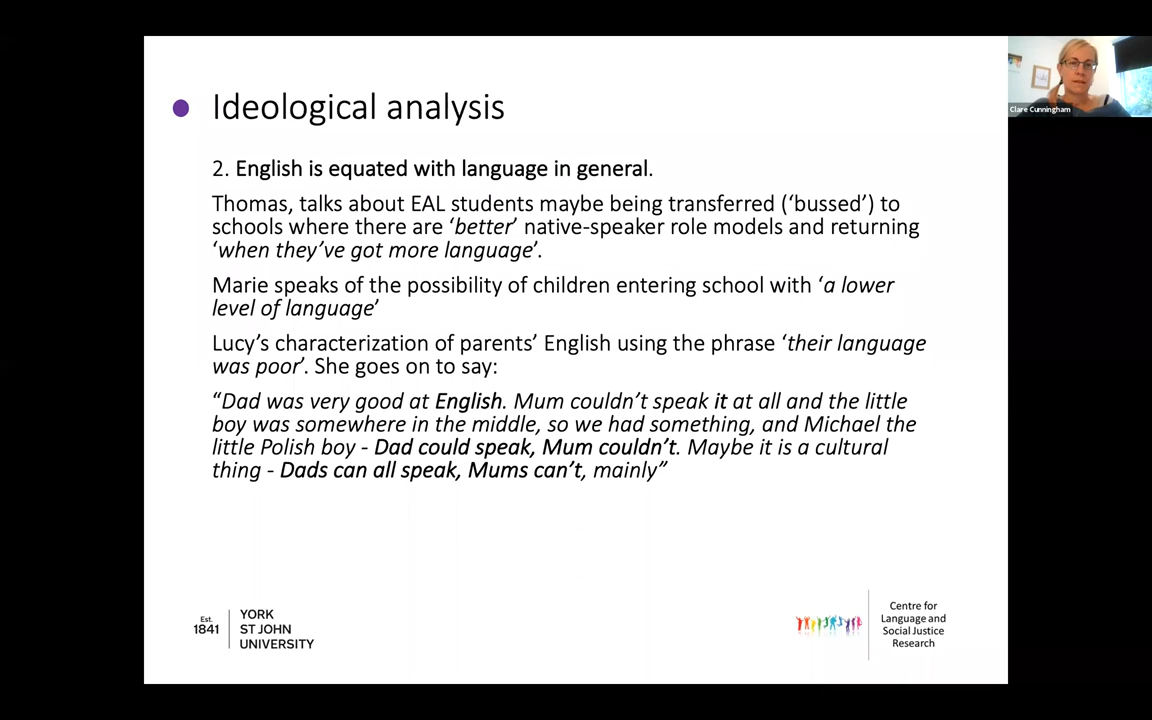 Ideological analysis
2. English is equated with language in general.
Thomas, talks about EAL students maybe being transferred (‘bussed’) to
schools where there are ‘better’ native-speaker role models and returning
‘when they’ve got more language’.
Marie speaks of the possibility of children entering school with ‘a lower
level of language’
Lucy’s characterization of parents’ English using the phrase ‘their language
was poor’. She goes on to say:
“Dad was very good at English. Mum couldn’t speak it at all and the little
boy was somewhere in the middle, so we had something, and Michael the
little Polish boy - Dad could speak, Mum couldn’t. Maybe it is a cultural
thing - Dads can all speak, Mums can’t, mainly”
Est.
1841
YORK
ST JOHN
UNIVERSITY
Centre for
Language and
Social Justice
Research
Clare Cunningham